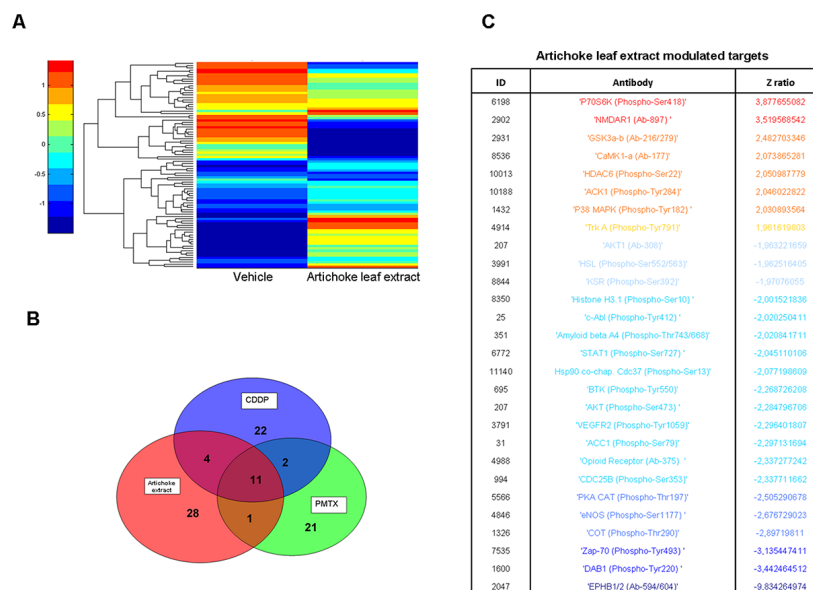 A
1
0.5
0
-0.5
-1
Vehicle
Artichoke leaf extract
B
CDDP
22
4
2
11
Artichoke
extract
28
1
PMTX
21
C
Artichoke leaf extract modulated targets
ID Antibody Z ratio
6198 'P70S6K (Phospho-Ser418)' 3,877655082
2902 'NMDAR1 (Ab-897) ' 3,519568542
2931 'GSK3a-b (Ab-216/279) 2,482703346
8536 'CaMK1-a (Ab-177) 2,073865281
10013 'HDAC6 (Phospho-Ser22) 2,050987779
10188 'ACK1 (Phospho-Tyr284) ' 2,046022822
1432 'P38 MAPK (Phospho-Tyr182) ' 2,030893564
4914 'Trk A (Phospho-Tyr791) ' 1,961619803
207 'AKT1 (Ab-308) ' -1,963221659
3991 'HSL (Phospho-Ser552/563) ' -1,962516405
8844 'KSR (Phospho-Ser392) ' -1,97076055
8350 'Histone H3.1 (Phospho-Ser10) ' -2,001521836
25 'c-Abl (Phospho-Tyr412) ' -2,020250411
351 'Amyloid beta A4 (Phospho-Thr743/668)' -2,020841711
6772 'STAT1 (Phospho-Ser727) ' -2,045110106
11140 Hsp90 co-chap. Cdc37 (Phospho-Ser13)' -2,077198609
695 'BTK (Phospho-Tyr550) ' -2,268726208
207 'AKT (Phospho-Ser473) ' -2,284796706
3791 'VEGFR2 (Phospho-Tyr1059) ' -2,296401807
31 'ACC1 (Phospho-Ser79) ' -2,297131694
4988 'Opioid Receptor (Ab-375) ' -2,337277242
994 'CDC25B (Phospho-Ser353) ' -2,337711662
5566 'PKA CAT (Phospho-Thr197) ' -2,505290678
4846 'eNOS (Phospho-Ser1177) ' -2,676729023
1326 'COT (Phospho-Thr290) ' -2,89719811
7535 'Zap-70 (Phospho-Tyr493) ' -3,135447411
1600 'DAB1 (Phospho-Tyr220) ' -3,442464512
2047 'EPHB1/2 (Ab-594/604) ' -9,834264974